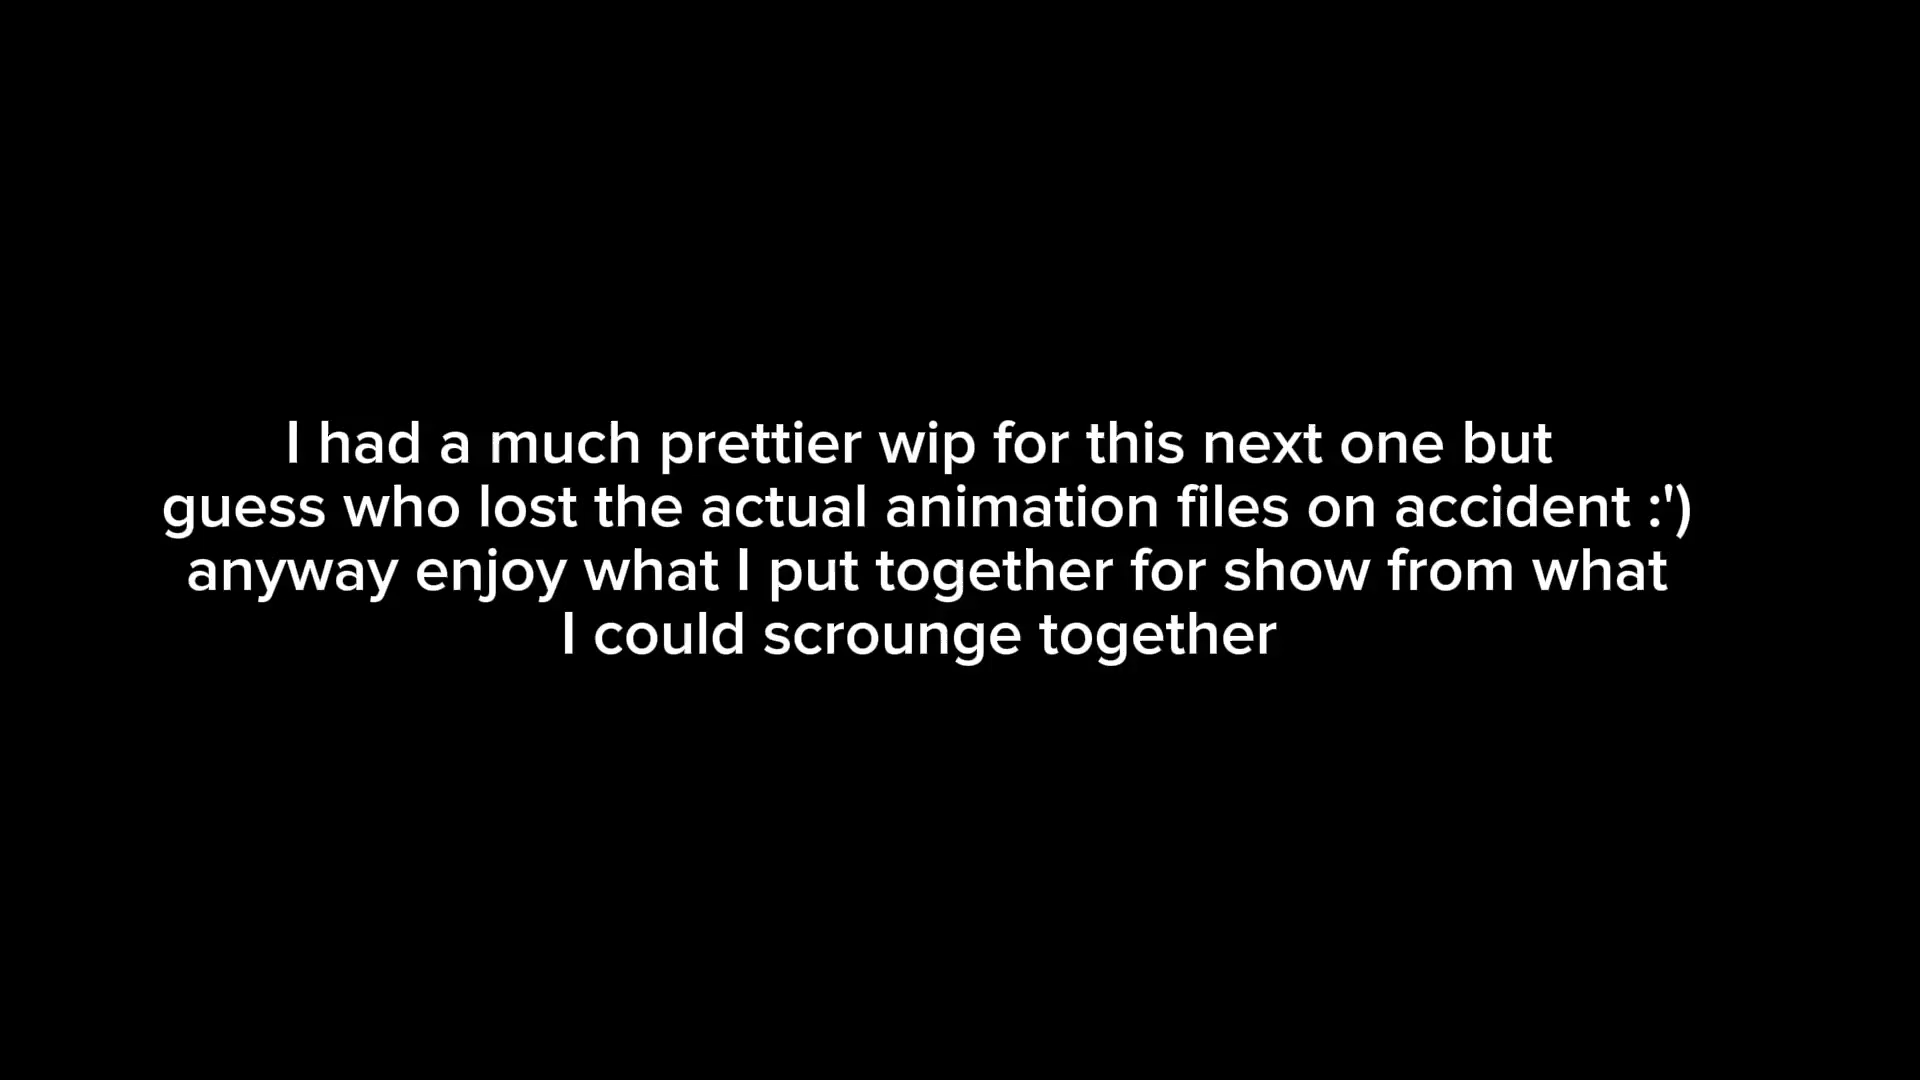 I had a much prettier wip for this next one but
guess who lost the actual animation files on accident :')
anyway enjoy what I put together for show from what
I could scrounge together